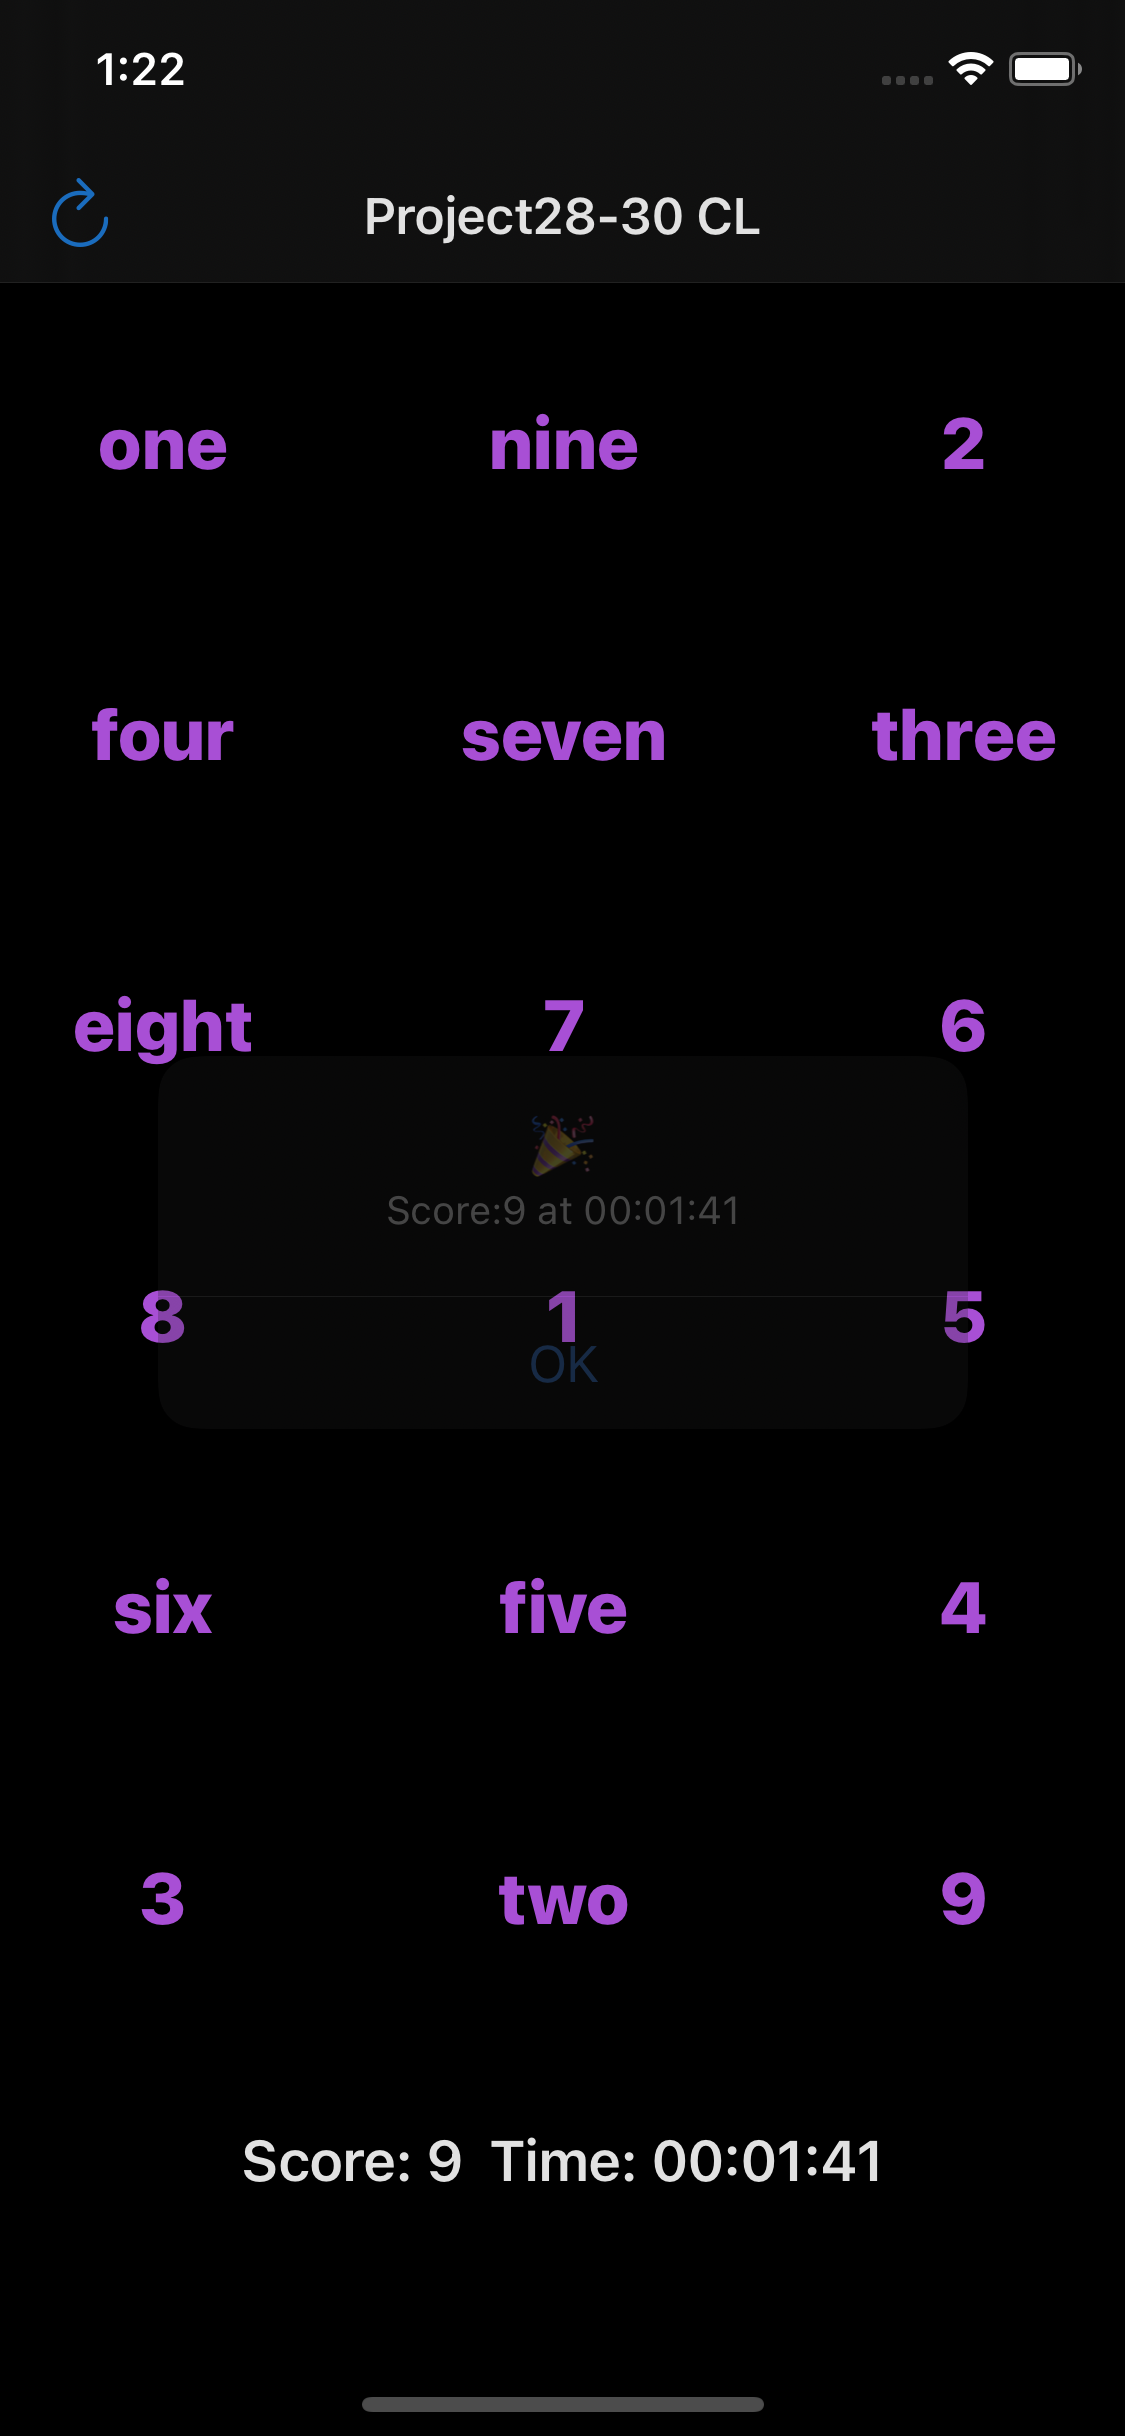 1:22
Project28-30 CL
one nine 2
four seven three
eight 7 6
Score:9 at 00:01:41
8 1 5
OK
six five 4
3 two 9
Score: 9 Time: 00:01:41